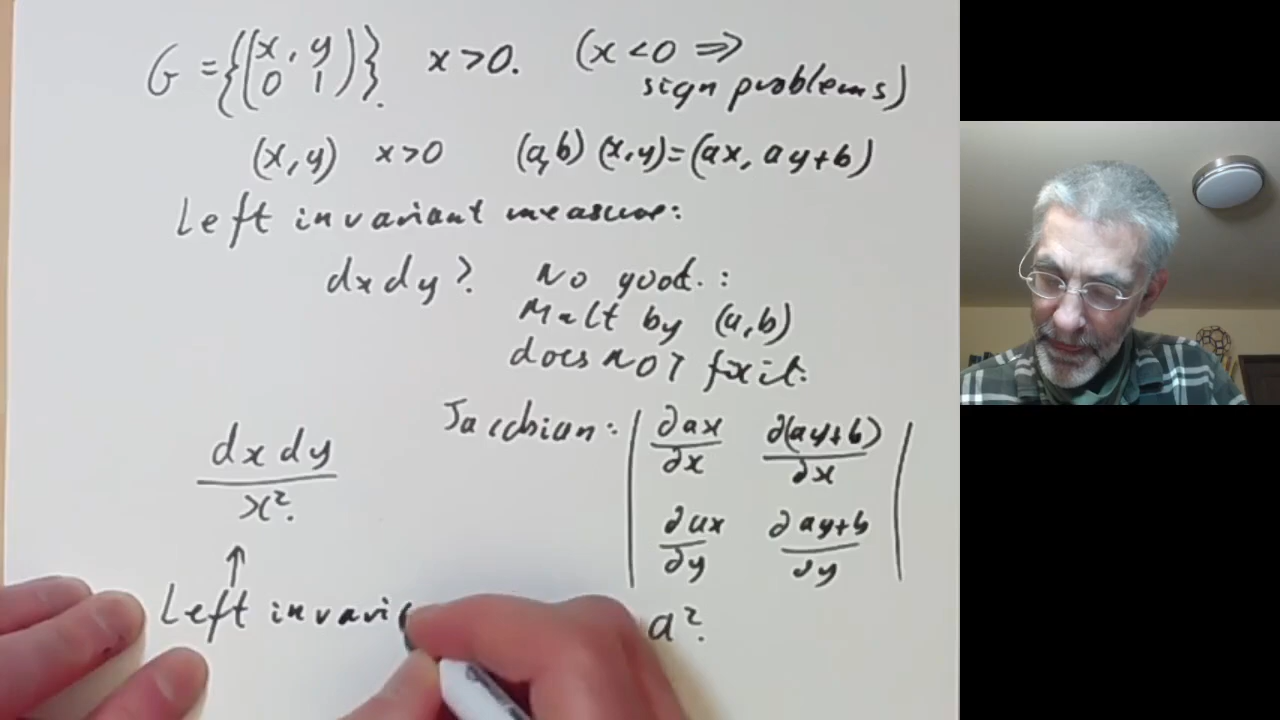 G = {(x, y
0 1)}. x > 0. (x < 0 ⇒
sign problems)
(x, y) x > 0 (a, b) (x, y) = (ax, ay+b)
Left invariant measure:
dx dy? No good. :
Mult by (a, b)
does NOT fix it.
Jacobian: | ∂ax/∂x ∂(ay+b)/∂x |
| ∂ax/∂y ∂ay+b/∂y |
dx dy
x².
↑
Left invari
a².